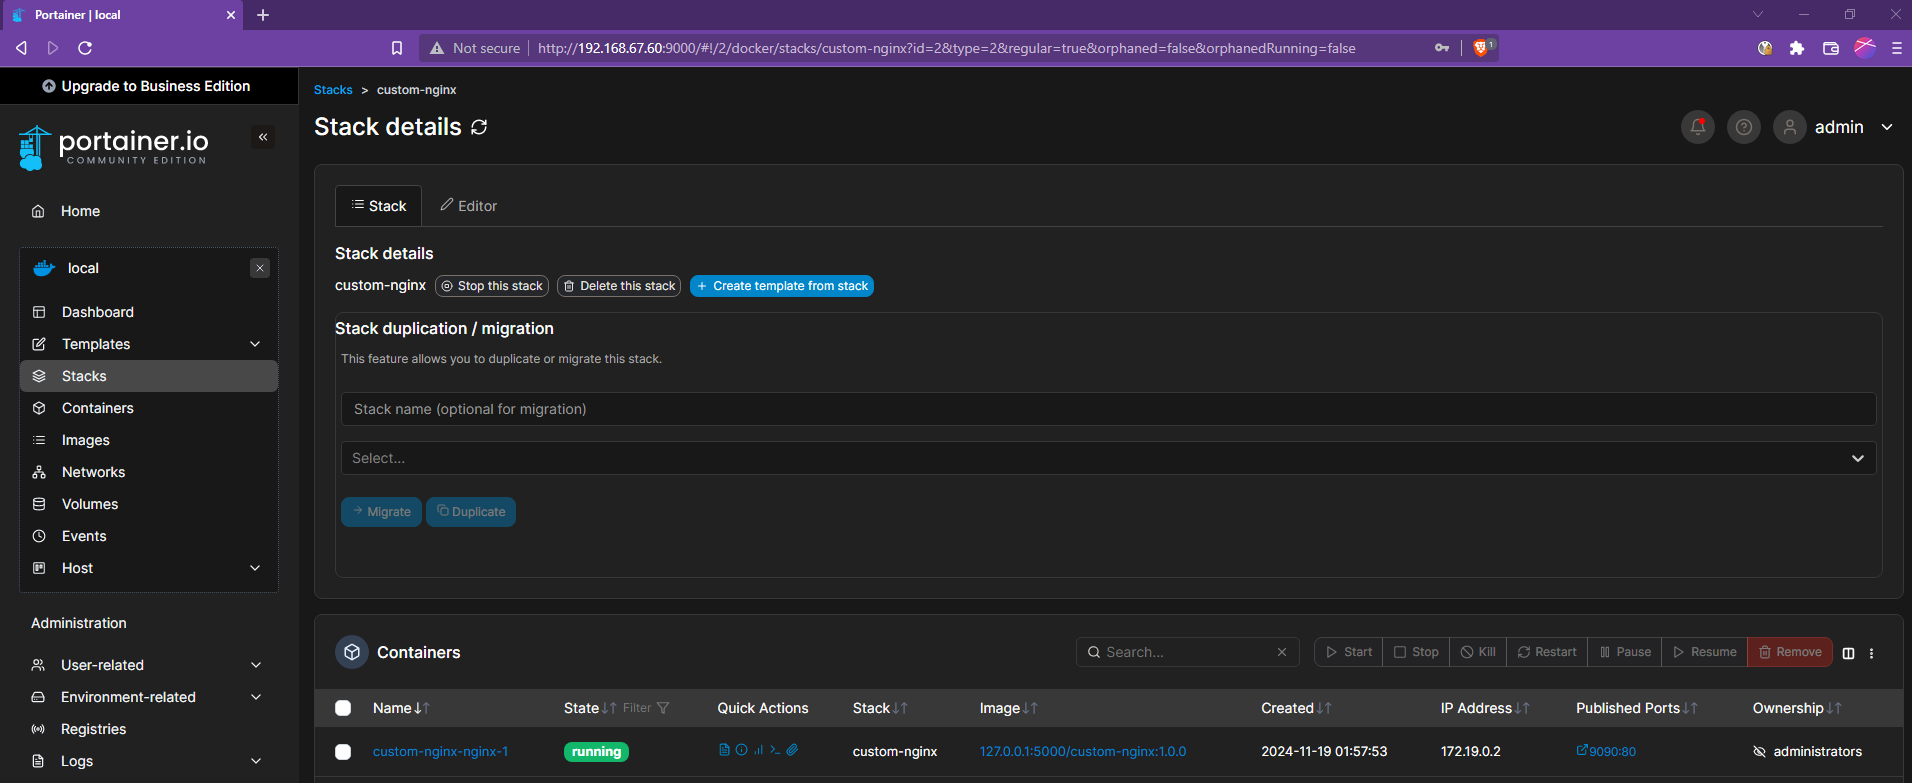 Portainer | local
Not secure
http://192.168.67.60:9000/#!/2/docker/stacks/custom-nginx?id=2&type=2&regular=true&orphaned=false&orphanedRunning=false
1
Upgrade to Business Edition
portainer.io
COMMUNITY EDITION
Home
local
Dashboard
Templates
Stacks
Containers
Images
Networks
Volumes
Events
Host
Administration
User-related
Environment-related
Registries
Logs
Stacks > custom-nginx
Stack details
admin
Stack
Editor
Stack details
custom-nginx Stop this stack Delete this stack + Create template from stack
Stack duplication / migration
This feature allows you to duplicate or migrate this stack.
Stack name (optional for migration)
Select...
Migrate Duplicate
Containers
Search...
Start Stop Kill Restart Pause Resume Remove
Name State Filter Quick Actions Stack Image Created IP Address Published Ports Ownership
custom-nginx-nginx-1 running custom-nginx 127.0.0.1:5000/custom-nginx:1.0.0 2024-11-19 01:57:53 172.19.0.2 9090:80 administrators